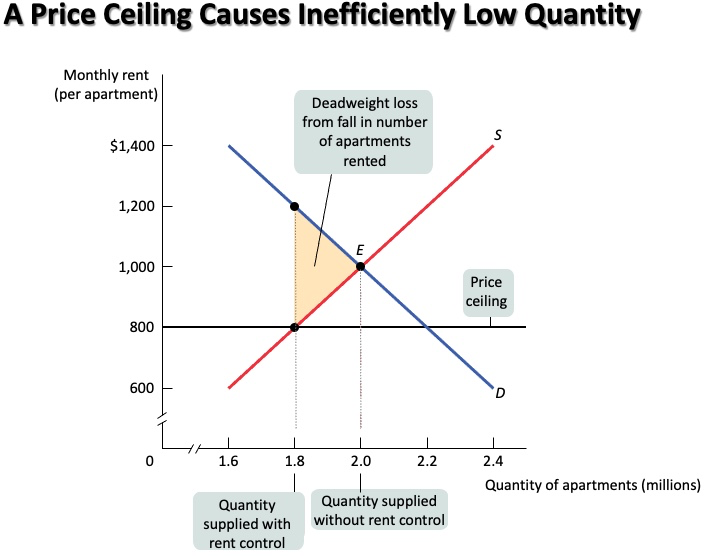 A Price Ceiling Causes Inefficiently Low Quantity
Monthly rent
(per apartment)
Deadweight loss
from fall in number
of apartments
rented
$1,400
S
1,200
E
1,000
Price
ceiling
800
600
D
0
1.6
1.8
2.0
2.2
2.4
Quantity of apartments (millions)
Quantity
supplied with
rent control
Quantity supplied
without rent control